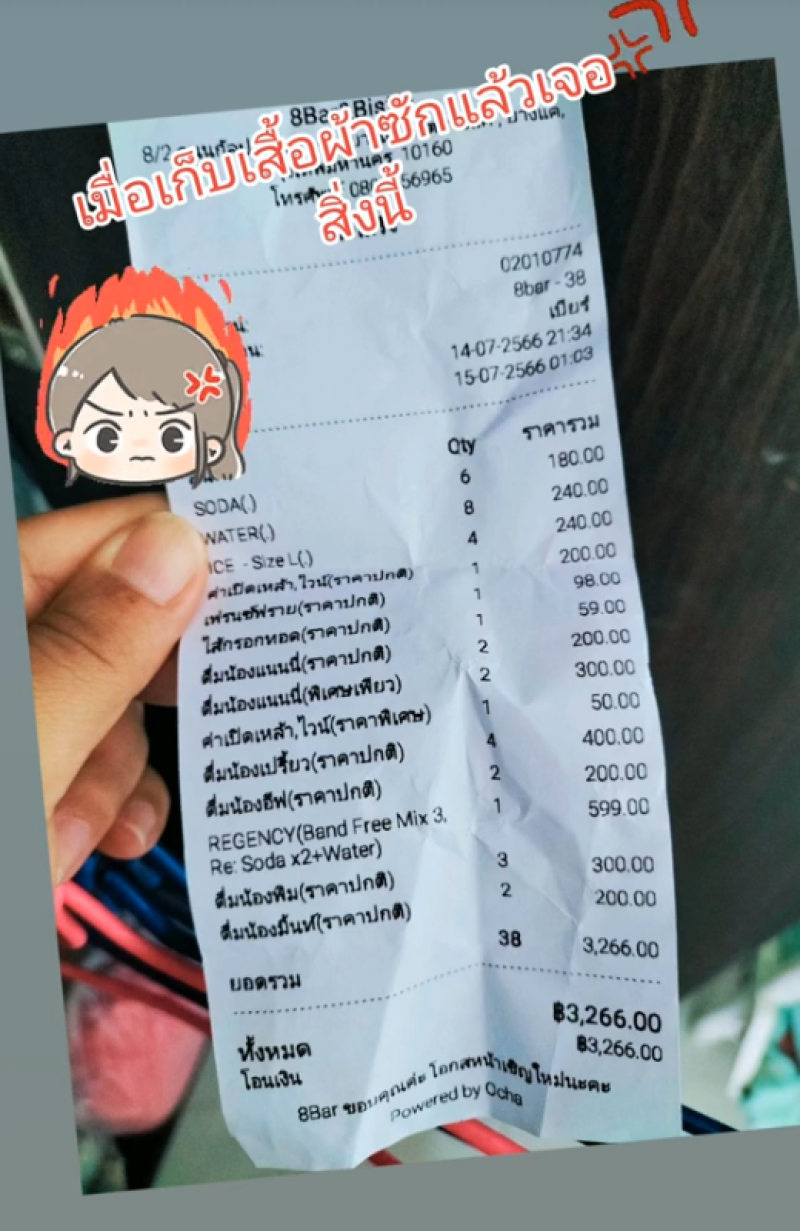 เมื่อเก็บเสื้อผ้าซักแล้วเจอ
สิ่งนี้
8/2
บางแค,
10160
56965
02010774
8bar - 38
เบียร์
14-07-2566 21:34
15-07-2566 01:03
Qty ราคารวม
SODA(.) 6 180.00
WATER(.) 8 240.00
ICE - Size L(.) 4 240.00
ค่าเปิดเหล้า,ไวน์(ราคาปกติ) 1 200.00
เฟรนซ์ฟราย(ราคาปกติ) 1 98.00
ไส้กรอกทอด(ราคาปกติ) 1 59.00
ดื่มน้องแนนนี่(ราคาปกติ) 2 200.00
ดื่มน้องแนนนี่(พิเศษเพียว) 2 300.00
ค่าเปิดเหล้า,ไวน์(ราคาพิเศษ) 1 50.00
ดื่มน้องเปรี้ยว(ราคาปกติ) 4 400.00
ดื่มน้องอีฟ(ราคาปกติ) 2 200.00
REGENCY(Band Free Mix 3, 1 599.00
Re: Soda x2+Water)
ดื่มน้องพิม(ราคาปกติ) 3 300.00
ดื่มน้องมิ้นท์(ราคาปกติ) 2 200.00
ยอดรวม 38 3,266.00
ทั้งหมด ฿3,266.00
โอนเงิน ฿3,266.00
8Bar ขอบคุณค่ะ โอกสหน้าเชิญใหม่นะคะ
Powered by Ocha